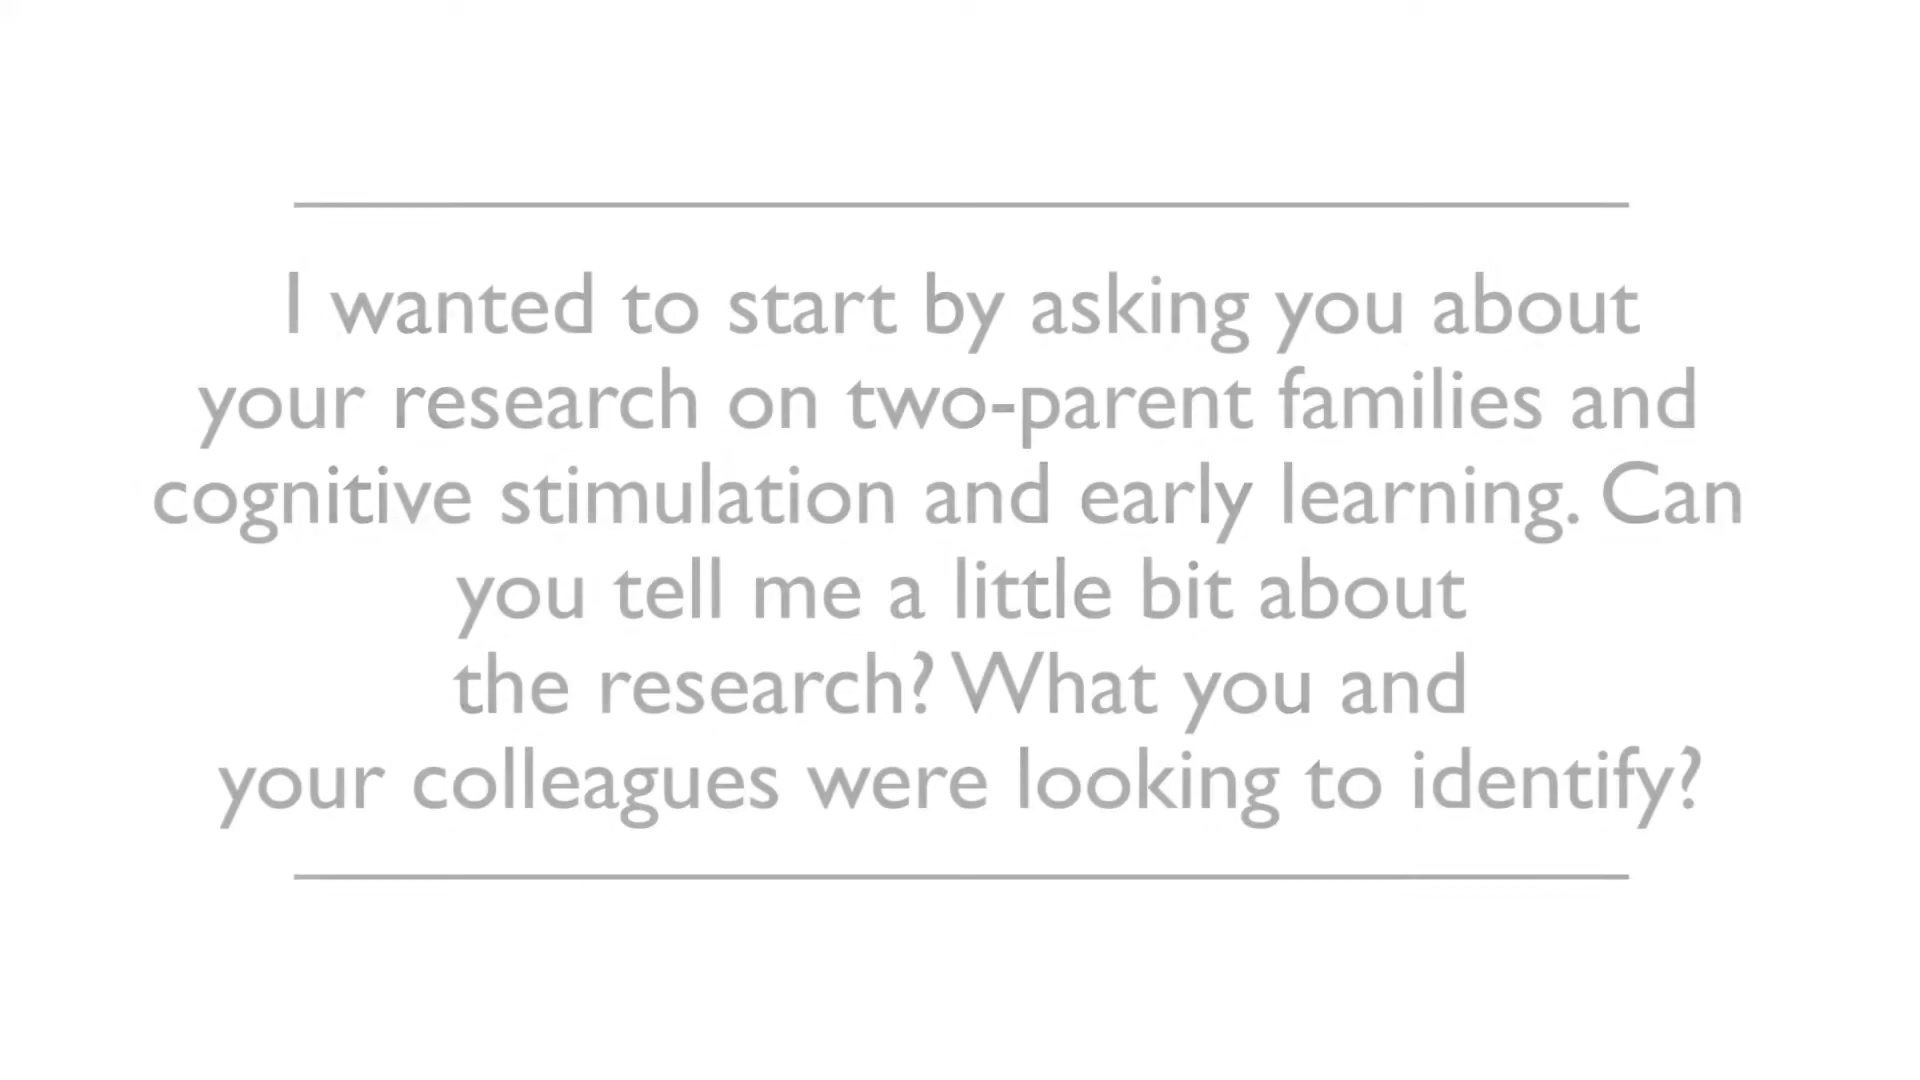 I wanted to start by asking you about
your research on two-parent families and
cognitive stimulation and early learning. Can
you tell me a little bit about
the research? What you and
your colleagues were looking to identify?